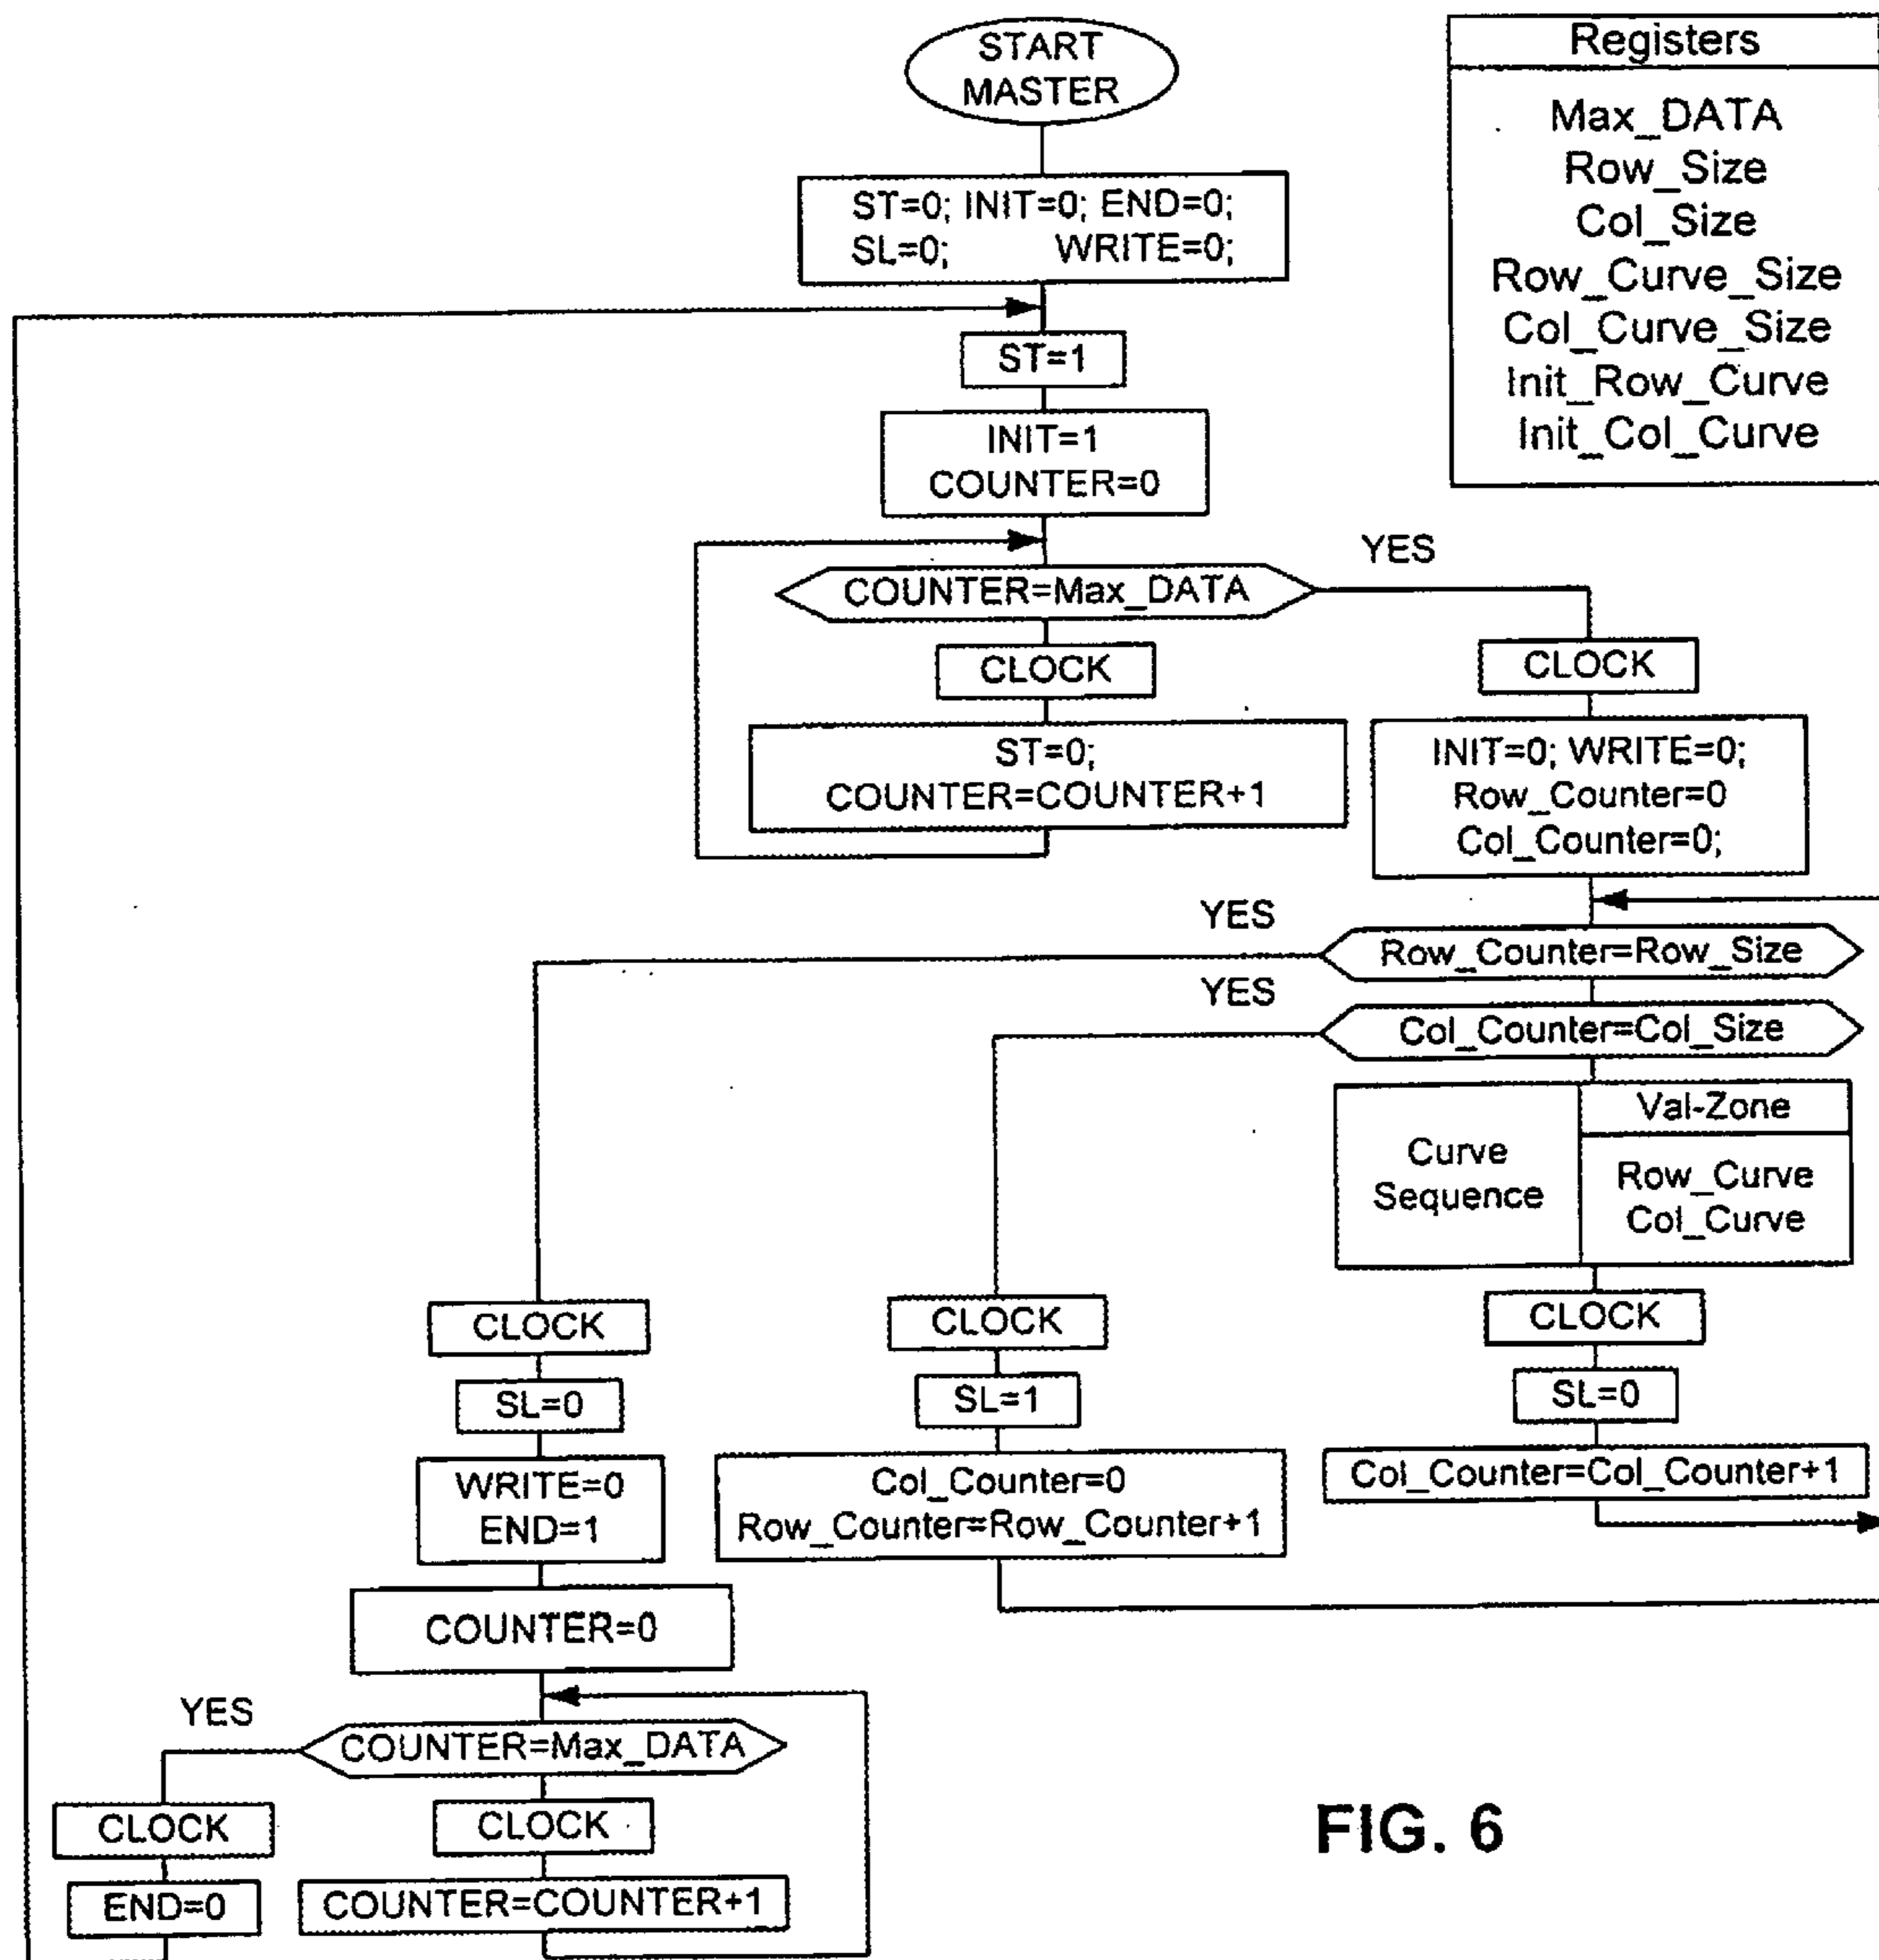 START
MASTER
ST=0; INIT=0; END=0;
SL=0; WRITE=0;
ST=1
INIT=1
COUNTER=0
YES
COUNTER=Max_DATA
CLOCK
ST=0;
COUNTER=COUNTER+1
CLOCK
INIT=0; WRITE=0;
Row_Counter=0
Col_Counter=0;
YES
Row_Counter=Row_Size
YES
Col_Counter=Col_Size
Curve
Sequence
Val-Zone
Row_Curve
Col_Curve
CLOCK
SL=0
Col_Counter=Col_Counter+1
CLOCK
SL=1
Col_Counter=0
Row_Counter=Row_Counter+1
CLOCK
SL=0
WRITE=0
END=1
COUNTER=0
YES
COUNTER=Max_DATA
CLOCK
COUNTER=COUNTER+1
CLOCK
END=0
Registers
Max_DATA
Row_Size
Col_Size
Row_Curve_Size
Col_Curve_Size
Init_Row_Curve
Init_Col_Curve
FIG. 6